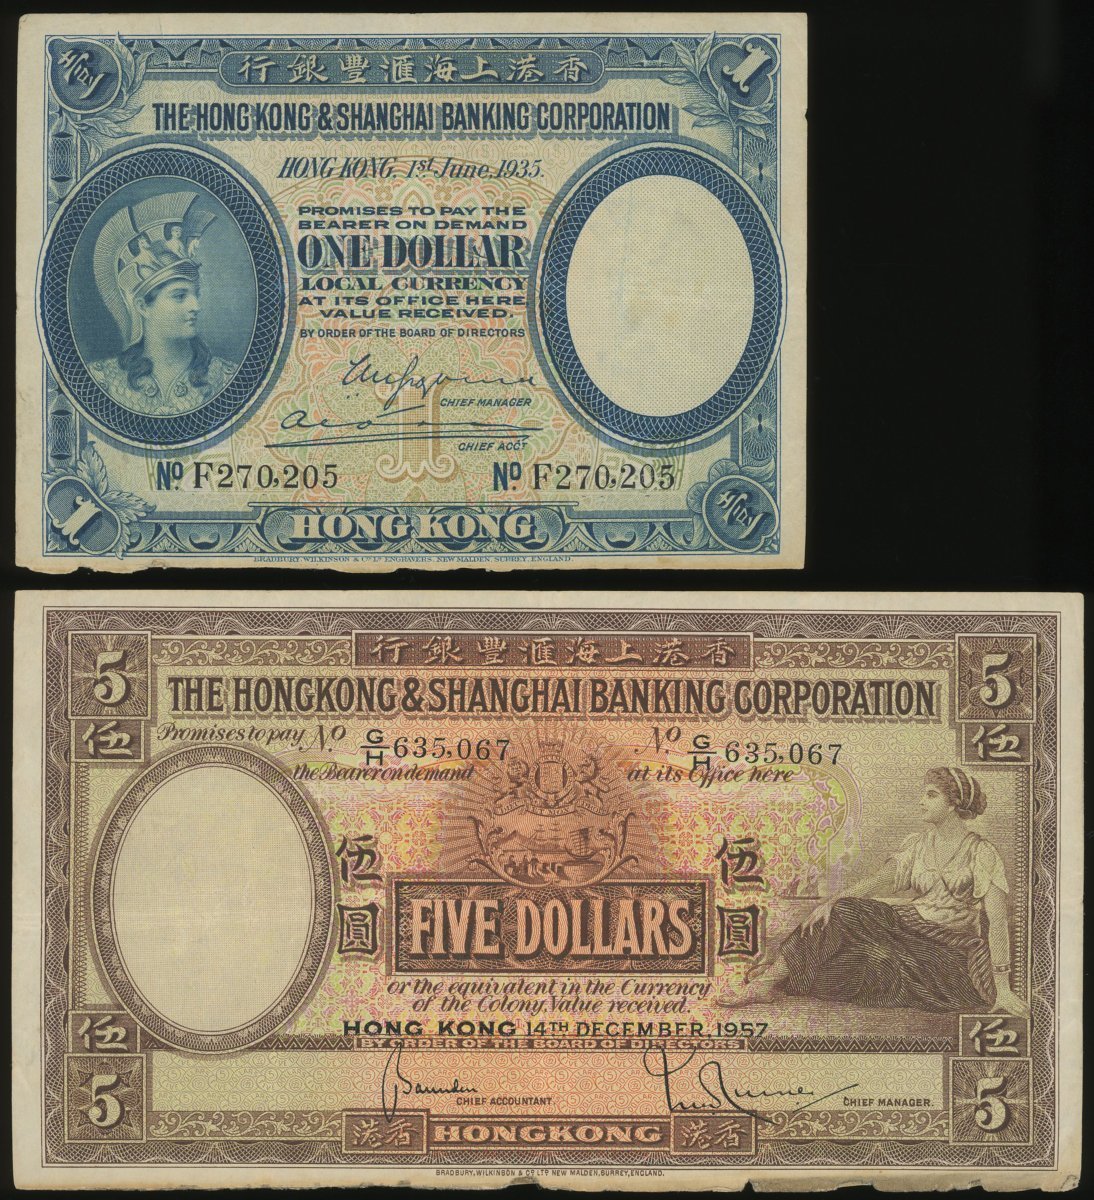 行銀豐滙海上港香
1
THE HONG KONG & SHANGHAI BANKING CORPORATION
HONG KONG, 1st June, 1935.
PROMISES TO PAY THE
BEARER ON DEMAND
ONE DOLLAR
LOCAL CURRENCY
AT ITS OFFICE HERE,
VALUE RECEIVED.
BY ORDER OF THE BOARD OF DIRECTORS
CHIEF MANAGER
1
CHIEF ACCT
No. F270,205 No. F270,205
1 HONG KONG
BRADBURY, WILKINSON & Co. Ld. ENGRAVERS, NEW MALDEN, SURREY, ENGLAND.
5 行銀豐滙海上港香 5
THE HONGKONG & SHANGHAI BANKING CORPORATION
伍 伍
Promises to pay No. G/H 635,067 No. G/H 635,067
the Bearer on demand at its Office here
伍圓 伍圓
FIVE DOLLARS
or the equivalent in the Currency
of the Colony, Value received.
伍 伍
HONG KONG 14TH DECEMBER, 1957
BY ORDER OF THE BOARD OF DIRECTORS
5 5
CHIEF ACCOUNTANT. CHIEF MANAGER.
港香 HONGKONG 港香
BRADBURY, WILKINSON & Co. LTD. NEW MALDEN, SURREY, ENGLAND.